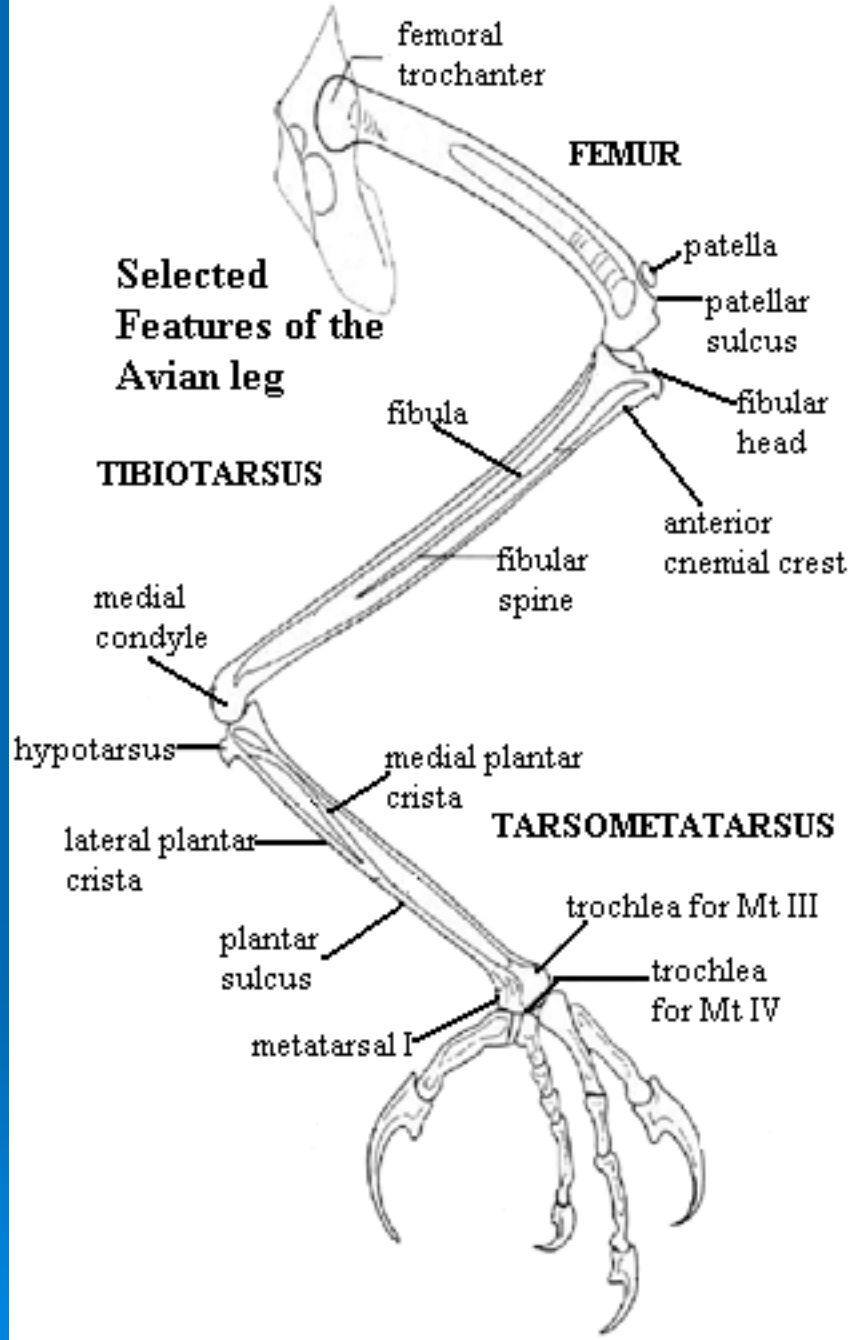 femoral
trochanter
FEMUR
patella
patellar
sulcus
Selected
Features of the
Avian leg
fibular
head
fibula
TIBIOTARSUS
anterior
cnemial crest
fibular
spine
medial
condyle
hypotarsus
medial plantar
crista
TARSOMETATARSUS
lateral plantar
crista
trochlea for Mt III
plantar
sulcus
trochlea
for Mt IV
metatarsal I